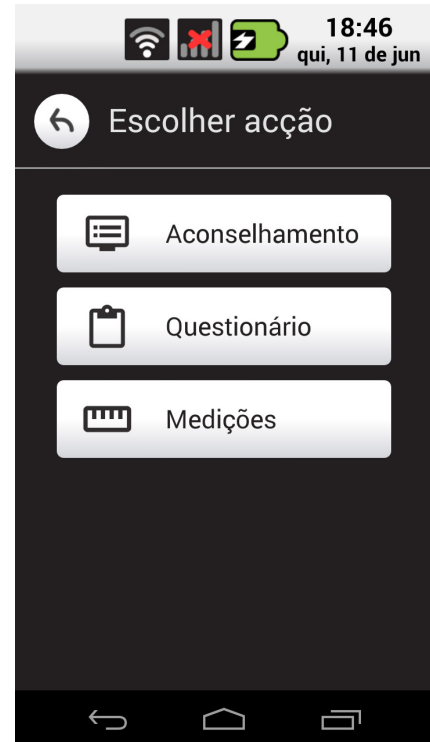 18:46
qui, 11 de jun
Escolher acção
Aconselhamento
Questionário
Medições